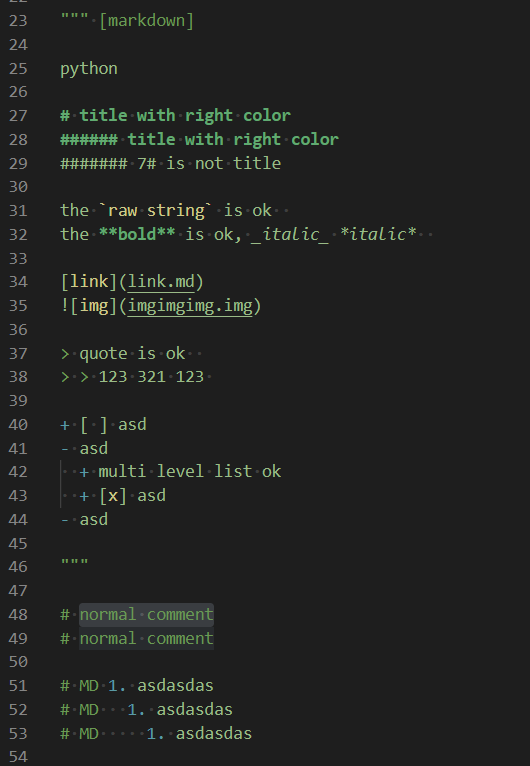 22
23 """ [markdown]
24
25 python
26
27 # title with right color
28 ###### title with right color
29 ####### 7# is not title
30
31 the `raw string` is ok
32 the **bold** is ok, _italic_ *italic*
33
34 [link](link.md)
35 ![img](imgimgimg.img)
36
37 > quote is ok
38 > > 123 321 123
39
40 + [ ] asd
41 - asd
42   + multi level list ok
43   + [x] asd
44 - asd
45
46 """
47
48 # normal comment
49 # normal comment
50
51 # MD 1. asdasdas
52 # MD   1. asdasdas
53 # MD     1. asdasdas
54